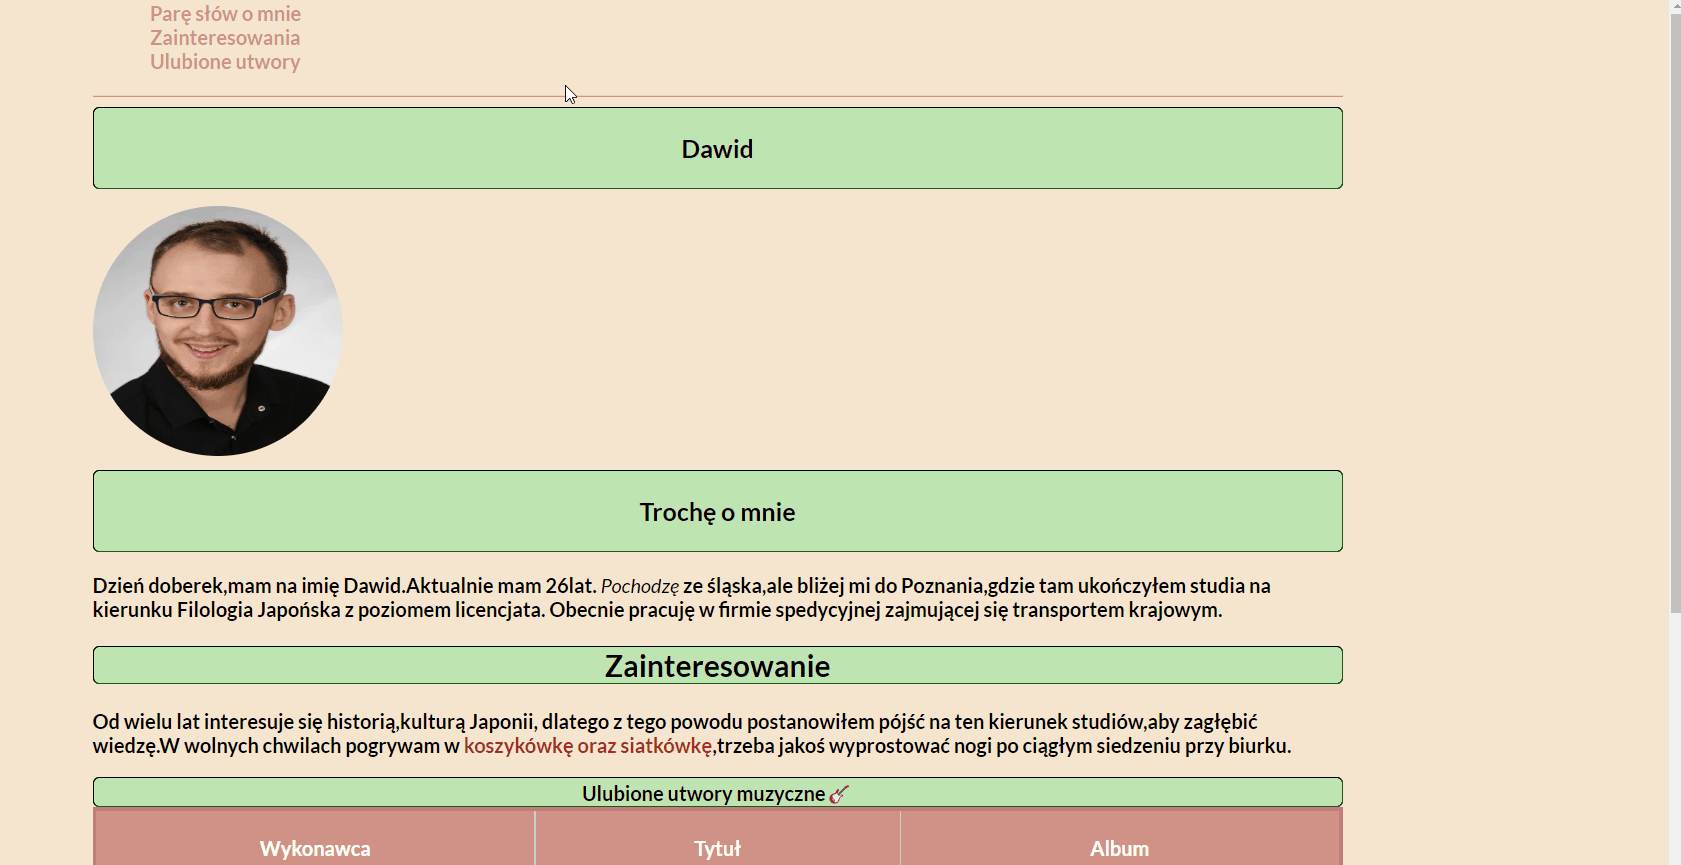 Parę słów o mnie
Zainteresowania
Ulubione utwory
Dawid
Trochę o mnie
Dzień doberek,mam na imię Dawid.Aktualnie mam 26lat. Pochodzę ze śląska,ale bliżej mi do Poznania,gdzie tam ukończyłem studia na
kierunku Filologia Japońska z poziomem licencjata. Obecnie pracuję w firmie spedycyjnej zajmującej się transportem krajowym.
Zainteresowanie
Od wielu lat interesuje się historią,kulturą Japonii, dlatego z tego powodu postanowiłem pójść na ten kierunek studiów,aby zagłębić
wiedzę.W wolnych chwilach pogrywam w koszykówkę oraz siatkówkę,trzeba jakoś wyprostować nogi po ciągłym siedzeniu przy biurku.
Ulubione utwory muzyczne🎸
Wykonawca Tytuł Album